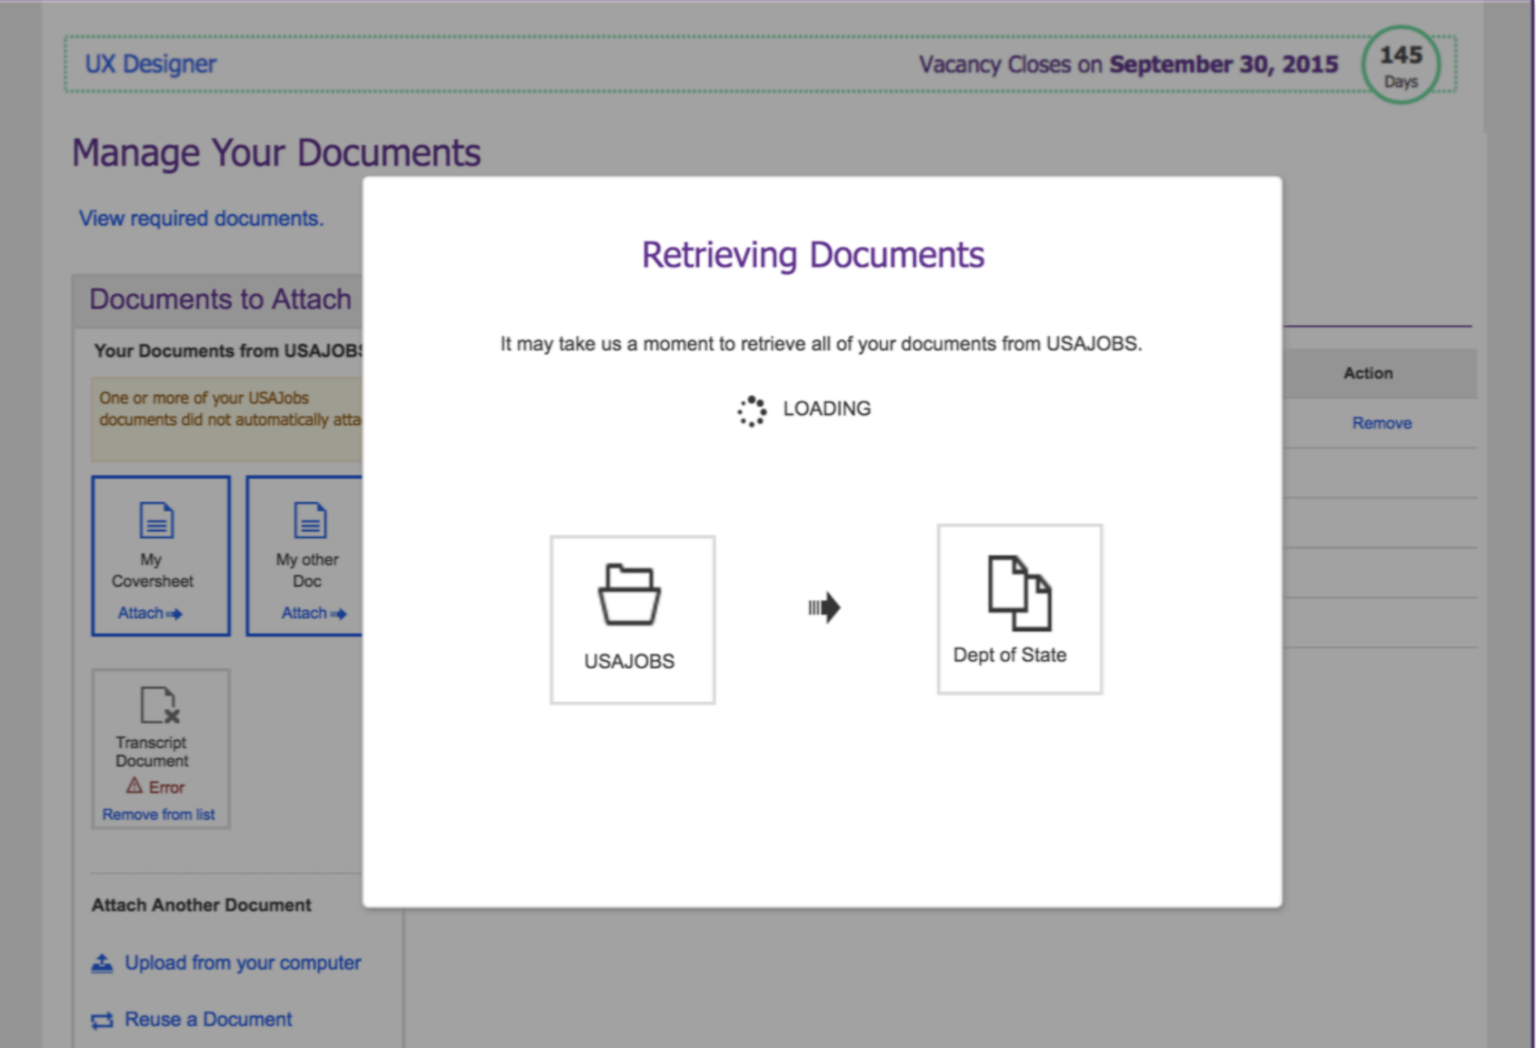 UX Designer
Vacancy Closes on September 30, 2015
145
Days
Manage Your Documents
View required documents.
Documents to Attach
Your Documents from USAJOBS
One or more of your USAJobs
documents did not automatically
My
Coversheet
Attach
My other
Doc
Attach
Transcript
Document
Error
Remove from list
Attach Another Document
Upload from your computer
Reuse a Document
Retrieving Documents
It may take us a moment to retrieve all of your documents from USAJOBS.
LOADING
USAJOBS
Dept of State
Action
Remove